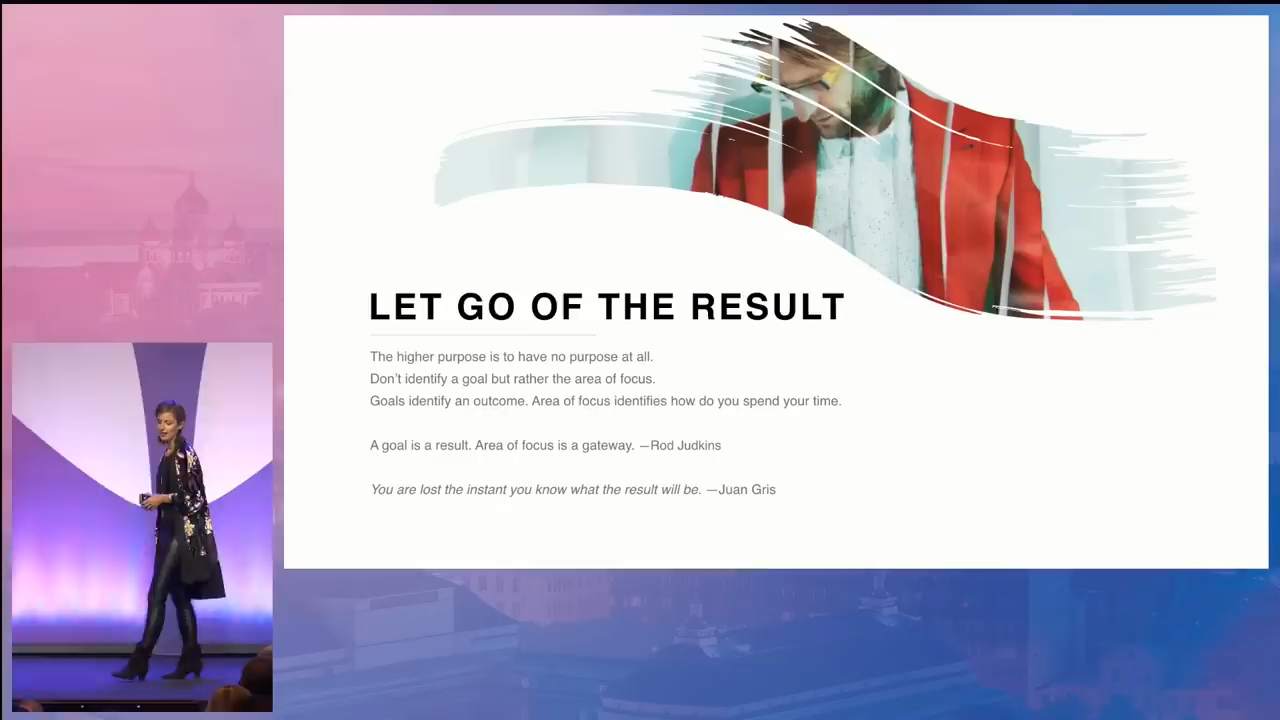 LET GO OF THE RESULT
The higher purpose is to have no purpose at all.
Don't identify a goal but rather the area of focus.
Goals identify an outcome. Area of focus identifies how do you spend your time.
A goal is a result. Area of focus is a gateway. —Rod Judkins
You are lost the instant you know what the result will be. —Juan Gris